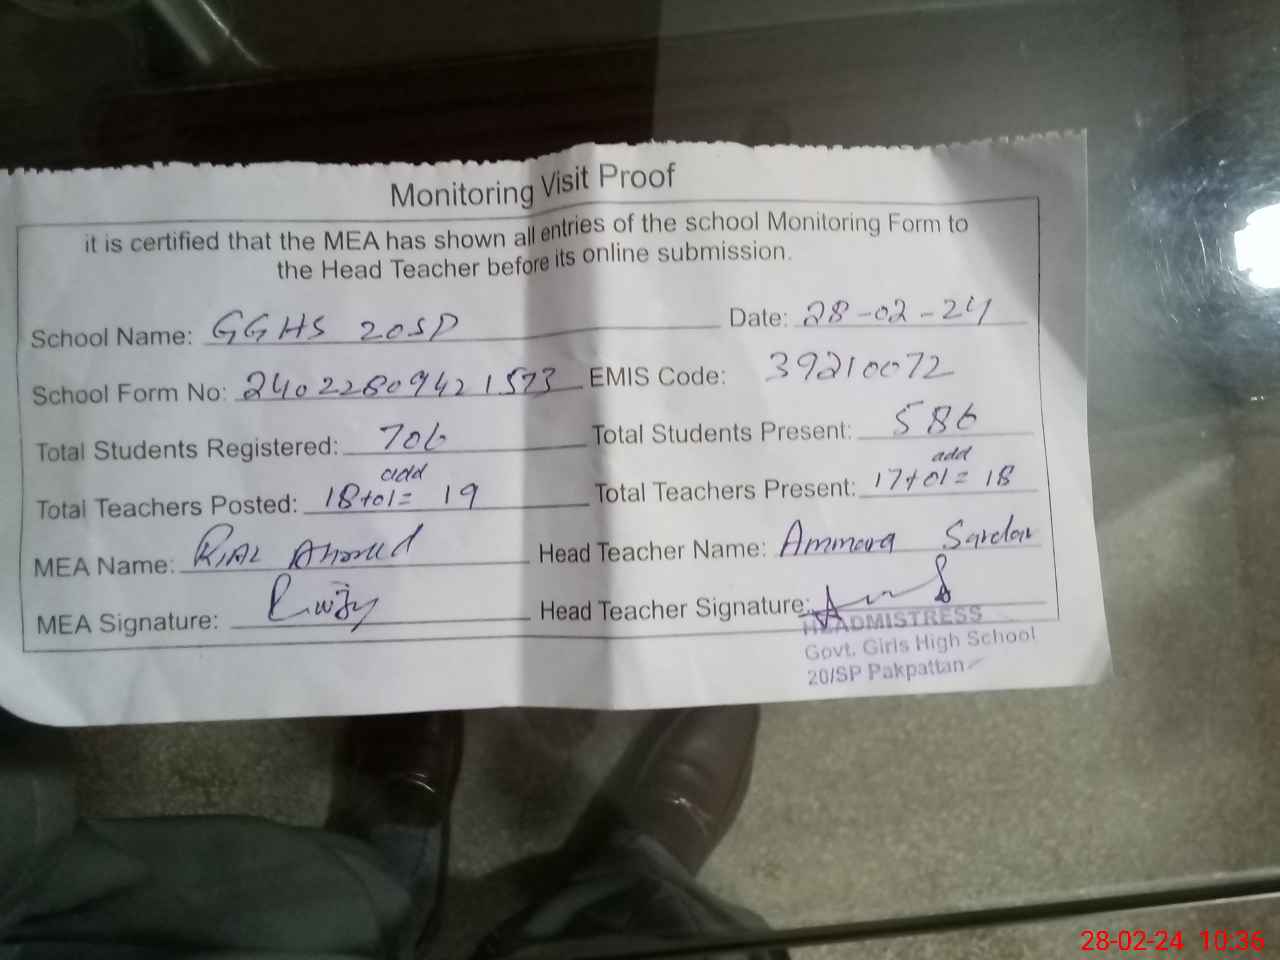 Monitoring Visit Proof
it is certified that the MEA has shown all entries of the school Monitoring Form to
the Head Teacher before its online submission.
School Name: GGHS 20SP Date: 28-02-24
School Form No: 24022809421573 EMIS Code: 39210072
Total Students Registered: 706 Total Students Present: 586
add add
Total Teachers Posted: 18+01= 19 Total Teachers Present: 17+01= 18
MEA Name: Ahmed Head Teacher Name: Ammara Sardar
MEA Signature: Head Teacher Signature:
HEADMISTRESS
Govt. Girls High School
20/SP Pakpattan
28-02-24 10:36